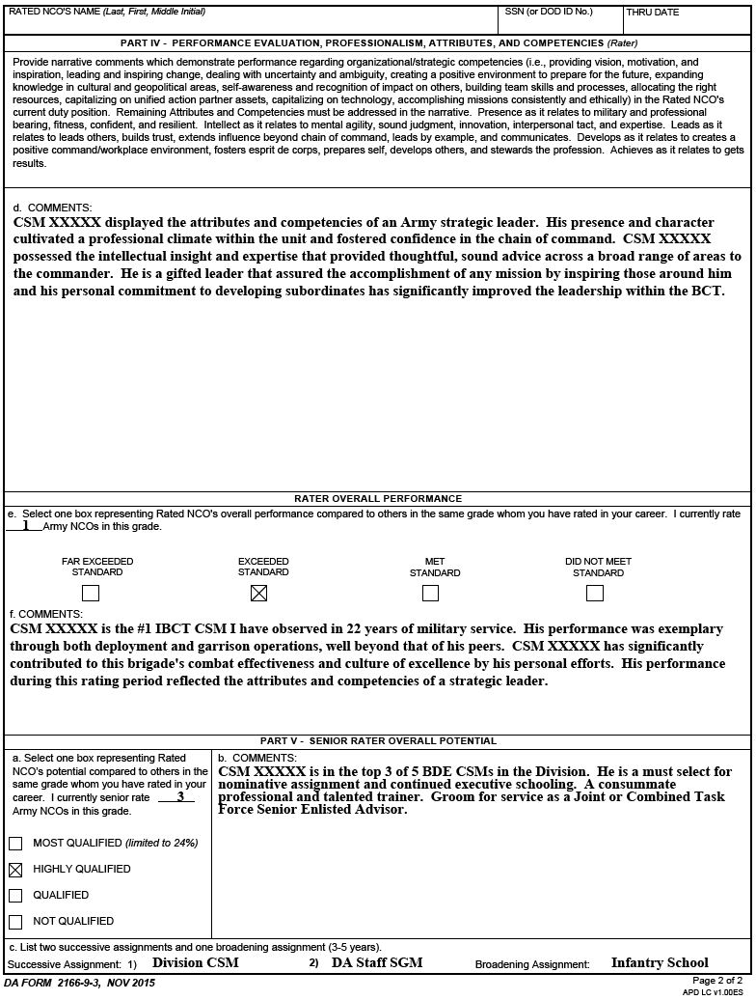 RATED NCO'S NAME (Last, First, Middle Initial)
SSN (or DOD ID No.)
THRU DATE
PART IV - PERFORMANCE EVALUATION, PROFESSIONALISM, ATTRIBUTES, AND COMPETENCIES (Rater)
Provide narrative comments which demonstrate performance regarding organizational/strategic competencies (i.e., providing vision, motivation, and
inspiration, leading and inspiring change, dealing with uncertainty and ambiguity, creating a positive environment to prepare for the future, expanding
knowledge in cultural and geopolitical areas, self-awareness and recognition of impact on others, building team skills and processes, allocating the right
resources, capitalizing on unified action partner assets, capitalizing on technology, accomplishing missions consistently and ethically) in the Rated NCO's
current duty position. Remaining Attributes and Competencies must be addressed in the narrative. Presence as it relates to military and professional
bearing, fitness, confident, and resilient. Intellect as it relates to mental agility, sound judgment, innovation, interpersonal tact, and expertise. Leads as it
relates to leads others, builds trust, extends influence beyond chain of command, leads by example, and communicates. Develops as it relates to creates a
positive command/workplace environment, fosters esprit de corps, prepares self, develops others, and stewards the profession. Achieves as it relates to gets
results.
d. COMMENTS:
CSM XXXXX displayed the attributes and competencies of an Army strategic leader. His presence and character
cultivated a professional climate within the unit and fostered confidence in the chain of command. CSM XXXXX
possessed the intellectual insight and expertise that provided thoughtful, sound advice across a broad range of areas to
the commander. He is a gifted leader that assured the accomplishment of any mission by inspiring those around him
and his personal commitment to developing subordinates has significantly improved the leadership within the BCT.
RATER OVERALL PERFORMANCE
e. Select one box representing Rated NCO's overall performance compared to others in the same grade whom you have rated in your career. I currently rate
1 Army NCOs in this grade.
FAR EXCEEDED STANDARD
EXCEEDED STANDARD
MET STANDARD
DID NOT MEET STANDARD
f. COMMENTS:
CSM XXXXX is the #1 IBCT CSM I have observed in 22 years of military service. His performance was exemplary
through both deployment and garrison operations, well beyond that of his peers. CSM XXXXX has significantly
contributed to this brigade's combat effectiveness and culture of excellence by his personal efforts. His performance
during this rating period reflected the attributes and competencies of a strategic leader.
PART V - SENIOR RATER OVERALL POTENTIAL
a. Select one box representing Rated
NCO's potential compared to others in the
same grade whom you have rated in your
career. I currently senior rate 3
Army NCOs in this grade.
MOST QUALIFIED (limited to 24%)
HIGHLY QUALIFIED
QUALIFIED
NOT QUALIFIED
b. COMMENTS:
CSM XXXXX is in the top 3 of 5 BDE CSMs in the Division. He is a must select for
nominative assignment and continued executive schooling. A consummate
professional and talented trainer. Groom for service as a Joint or Combined Task
Force Senior Enlisted Advisor.
c. List two successive assignments and one broadening assignment (3-5 years).
Successive Assignment: 1) Division CSM 2) DA Staff SGM Broadening Assignment: Infantry School
DA FORM 2166-9-3, NOV 2015
Page 2 of 2
APD LC v1.00ES